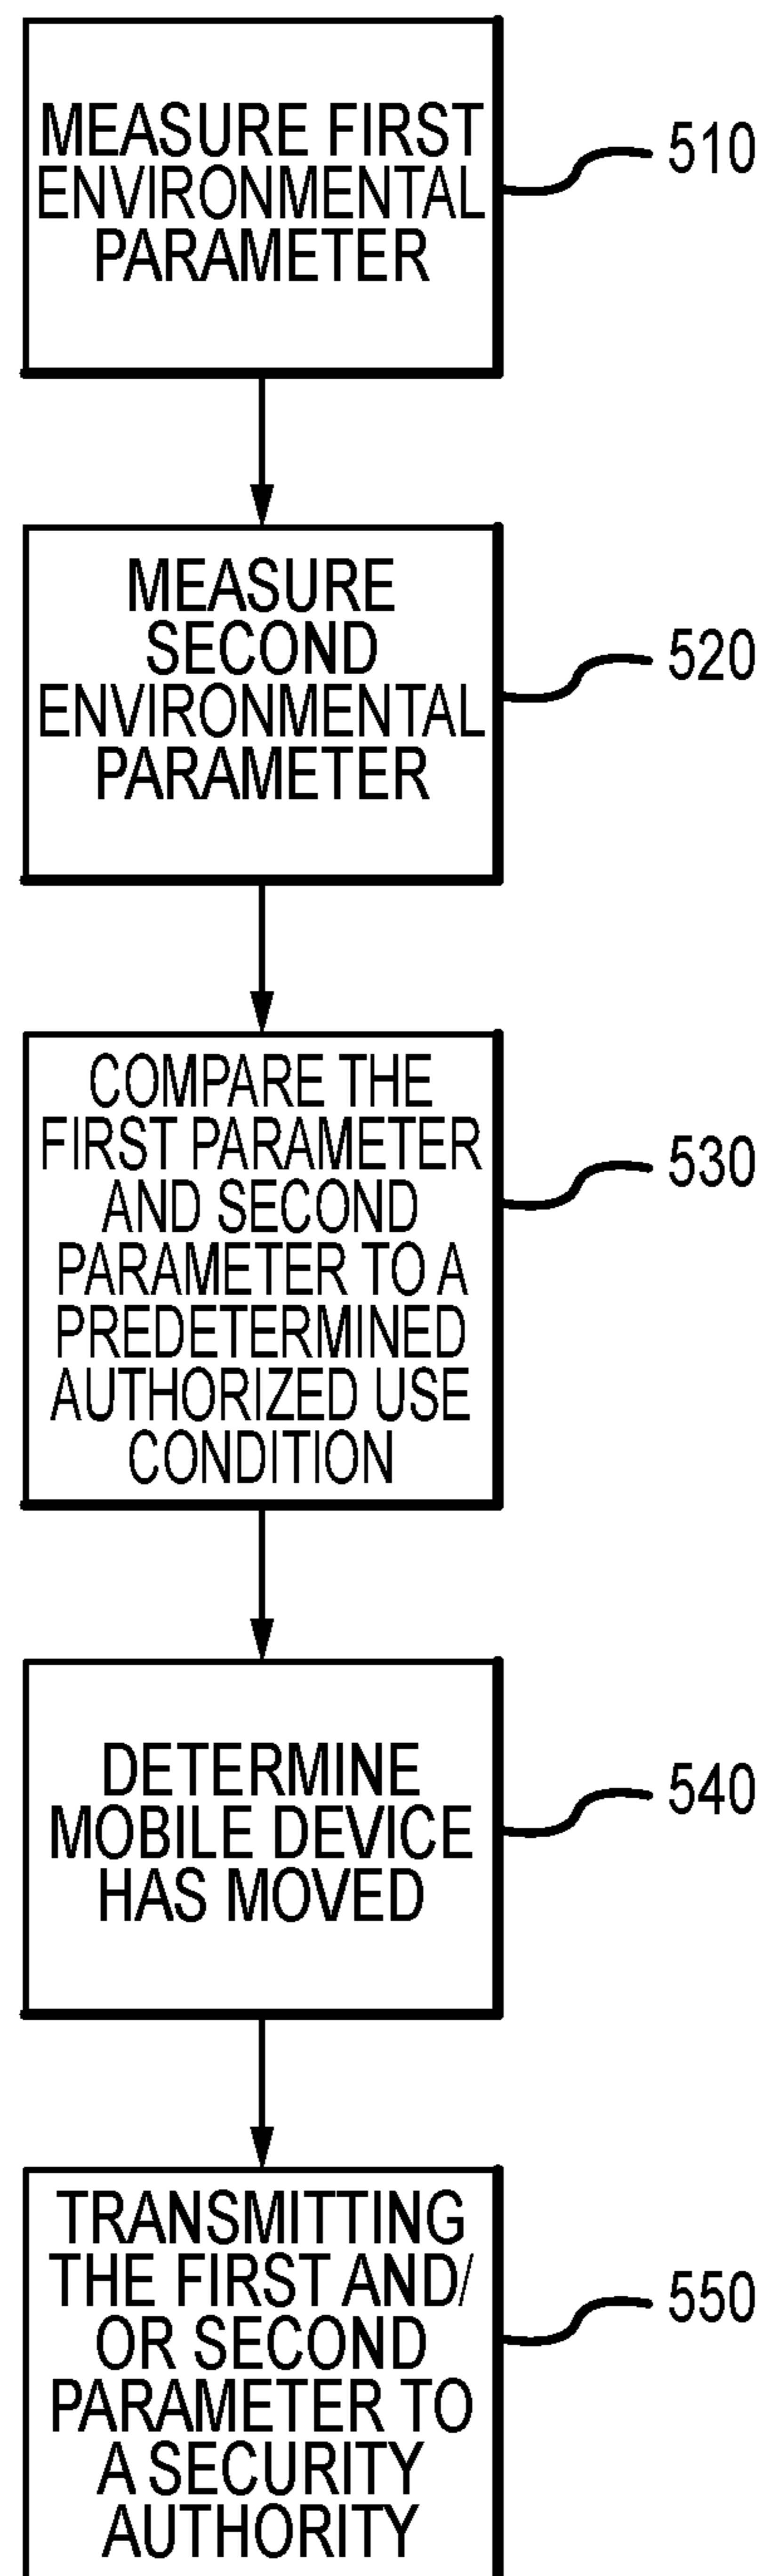 MEASURE FIRST
ENVIRONMENTAL
PARAMETER
510
MEASURE
SECOND
ENVIRONMENTAL
PARAMETER
520
COMPARE THE
FIRST PARAMETER
AND SECOND
PARAMETER TO A
PREDETERMINED
AUTHORIZED USE
CONDITION
530
DETERMINE
MOBILE DEVICE
HAS MOVED
540
TRANSMITTING
THE FIRST AND/
OR SECOND
PARAMETER TO
A SECURITY
AUTHORITY
550